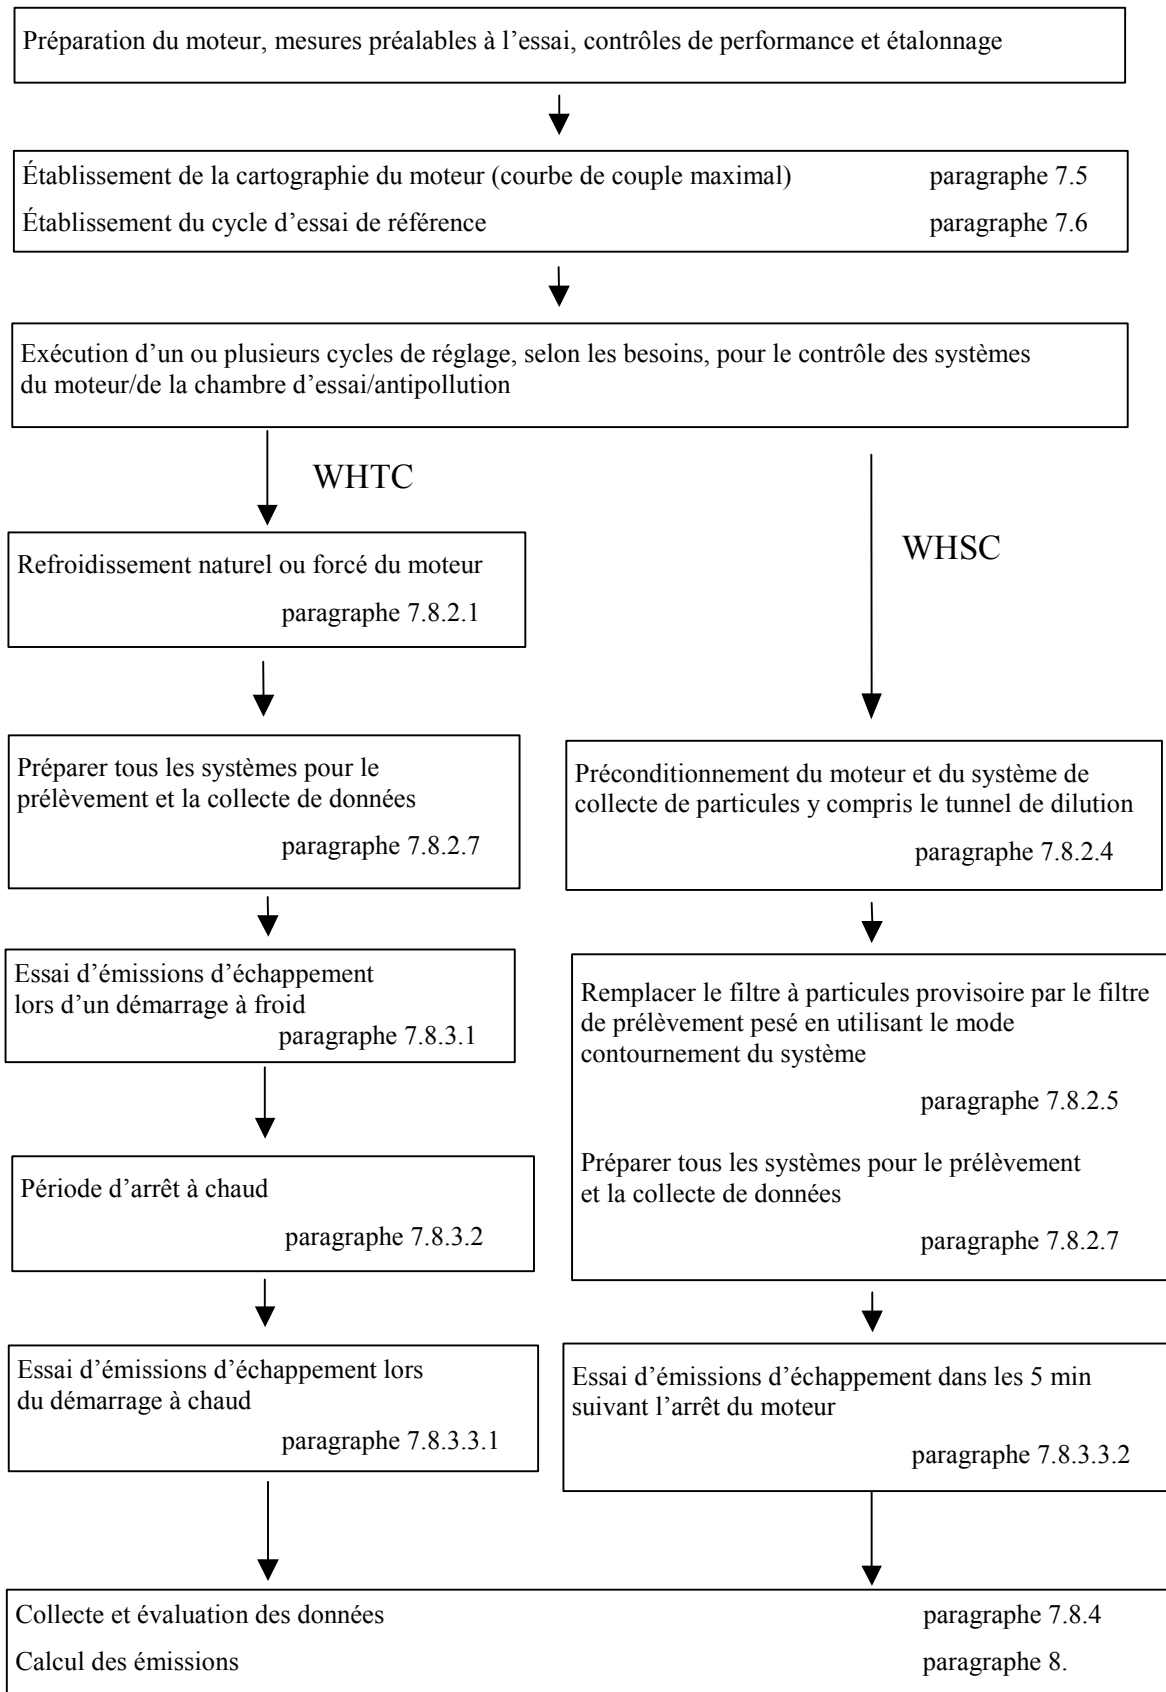 Préparation du moteur, mesures préalables à l’essai, contrôles de performance et étalonnage
Établissement de la cartographie du moteur (courbe de couple maximal) paragraphe 7.5
Établissement du cycle d’essai de référence paragraphe 7.6
Exécution d’un ou plusieurs cycles de réglage, selon les besoins, pour le contrôle des systèmes
du moteur/de la chambre d’essai/antipollution
WHTC
Refroidissement naturel ou forcé du moteur
paragraphe 7.8.2.1
Préparer tous les systèmes pour le
prélèvement et la collecte de données
paragraphe 7.8.2.7
Essai d’émissions d’échappement
lors d’un démarrage à froid
paragraphe 7.8.3.1
Période d’arrêt à chaud
paragraphe 7.8.3.2
Essai d’émissions d’échappement lors
du démarrage à chaud
paragraphe 7.8.3.3.1
WHSC
Préconditionnement du moteur et du système de
collecte de particules y compris le tunnel de dilution
paragraphe 7.8.2.4
Remplacer le filtre à particules provisoire par le filtre
de prélèvement pesé en utilisant le mode
contournement du système
paragraphe 7.8.2.5
Préparer tous les systèmes pour le prélèvement
et la collecte de données
paragraphe 7.8.2.7
Essai d’émissions d’échappement dans les 5 min
suivant l’arrêt du moteur
paragraphe 7.8.3.3.2
Collecte et évaluation des données paragraphe 7.8.4
Calcul des émissions paragraphe 8.